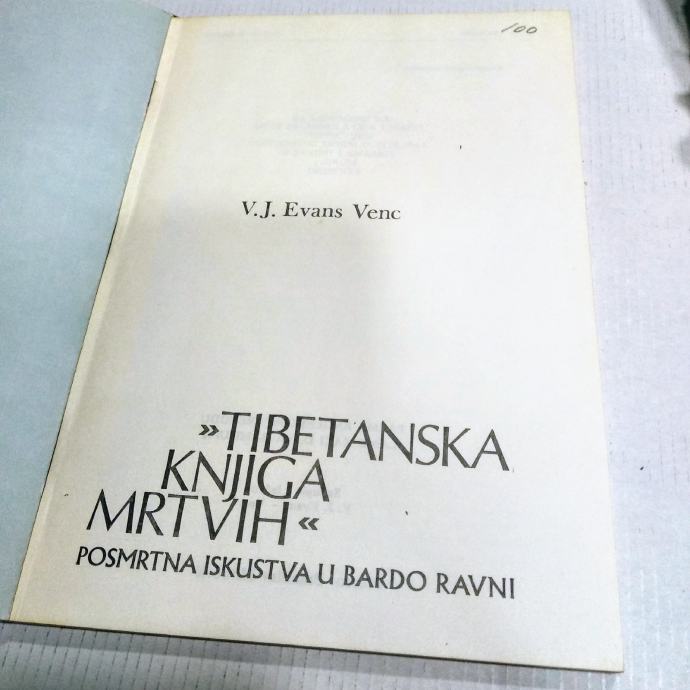 100
V.J. Evans Venc
»TIBETANSKA
KNJIGA
MRTVIH«
POSMRTNA ISKUSTVA U BARDO RAVNI